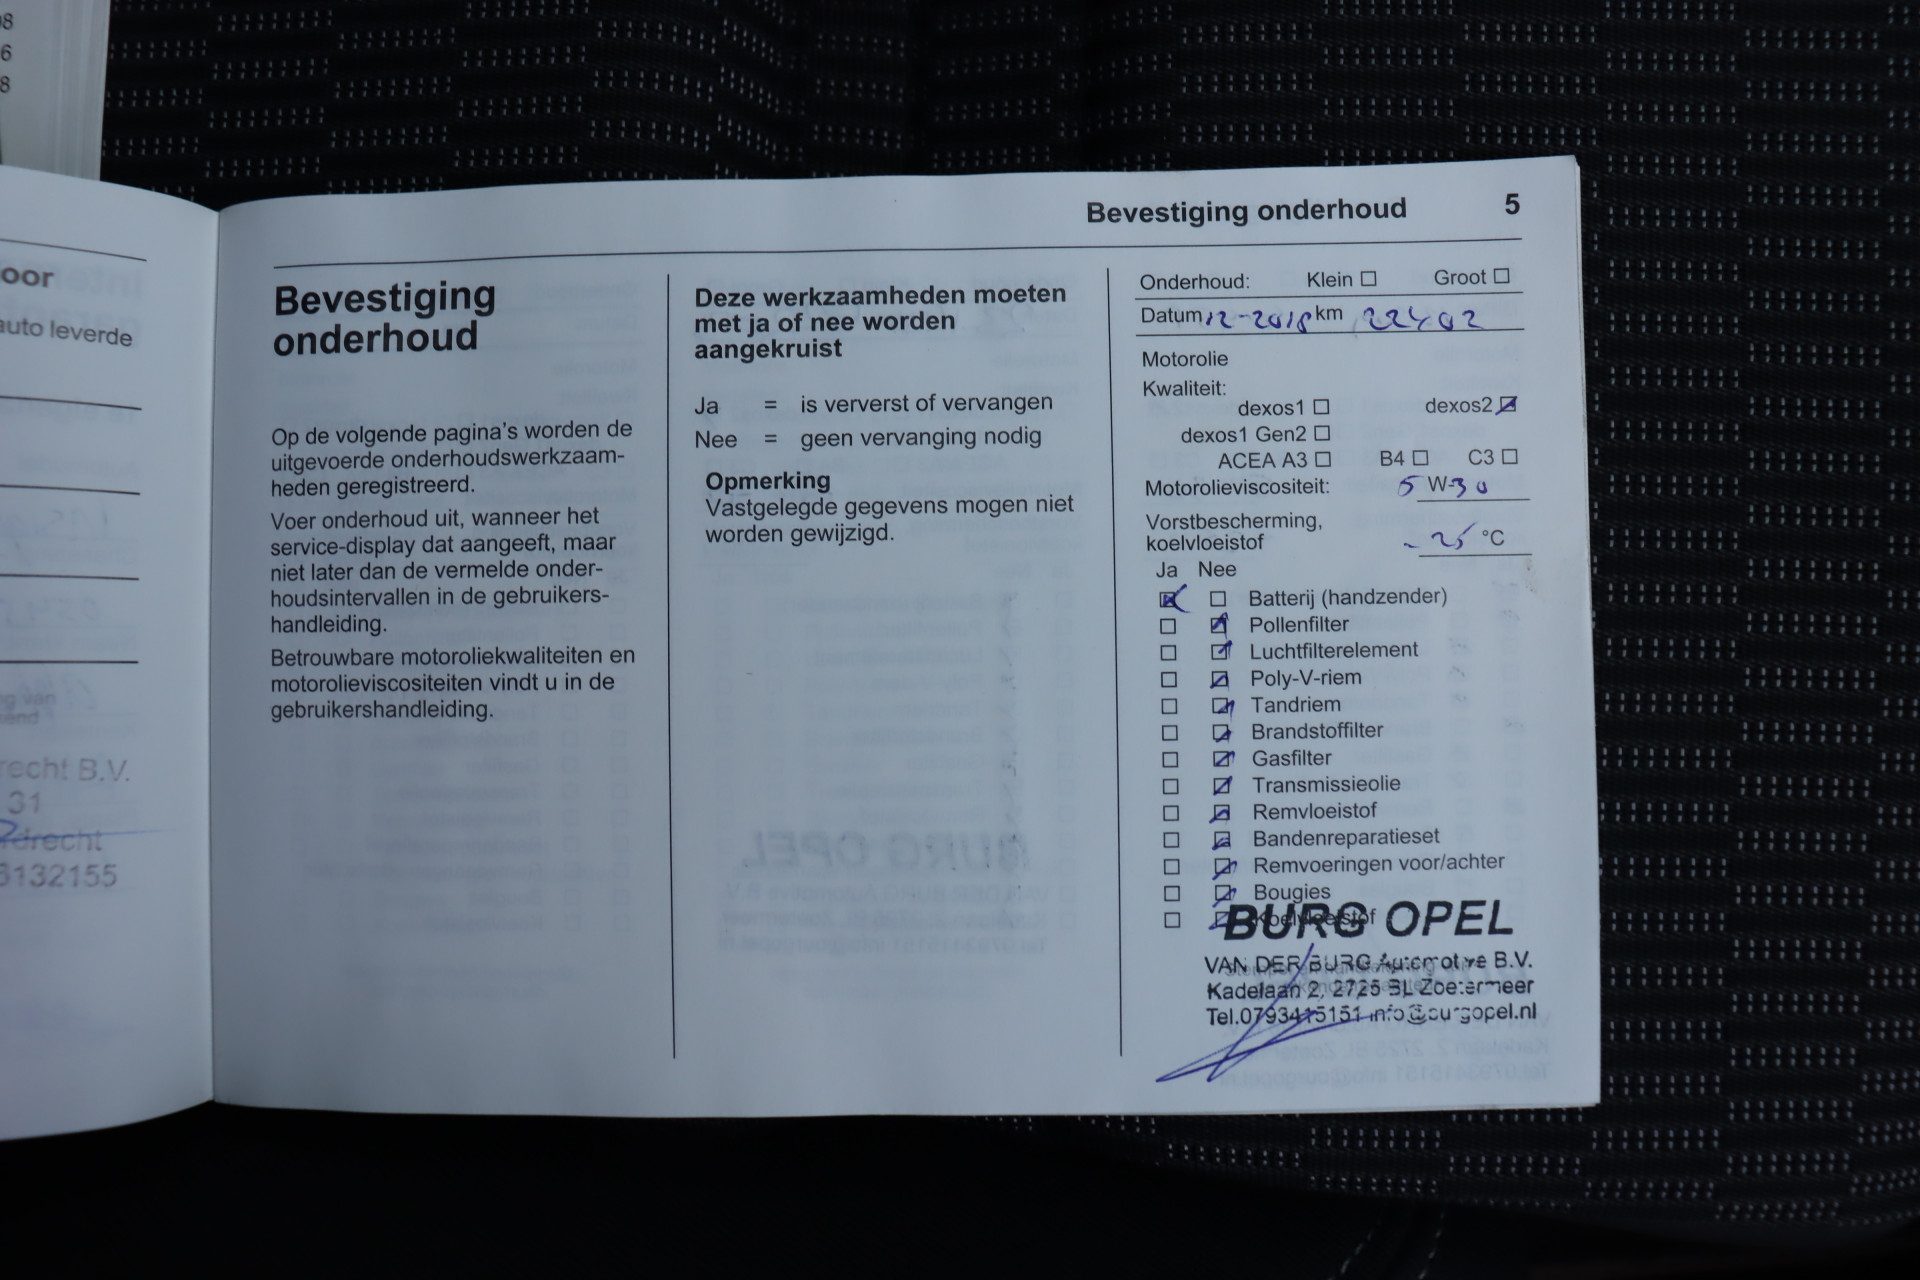 8
6
8
oor
auto leverde
recht B.V.
31
drecht
6132155
Bevestiging onderhoud 5
Bevestiging
onderhoud
Op de volgende pagina's worden de
uitgevoerde onderhoudswerkzaam-
heden geregistreerd.
Voer onderhoud uit, wanneer het
service-display dat aangeeft, maar
niet later dan de vermelde onder-
houdsintervallen in de gebruikers-
handleiding.
Betrouwbare motoroliekwaliteiten en
motorolieviscositeiten vindt u in de
gebruikershandleiding.
Deze werkzaamheden moeten
met ja of nee worden
aangekruist
Ja = is ververst of vervangen
Nee = geen vervanging nodig
Opmerking
Vastgelegde gegevens mogen niet
worden gewijzigd.
Onderhoud: Klein Groot
Datum 12-2018 km 22402
Motorolie
Kwaliteit:
dexos1 dexos2
dexos1 Gen2
ACEA A3 B4 C3
Motorolieviscositeit: 5 W-30
Vorstbescherming,
koelvloeistof -25 °C
Ja Nee
Batterij (handzender)
Pollenfilter
Luchtfilterelement
Poly-V-riem
Tandriem
Brandstoffilter
Gasfilter
Transmissieolie
Remvloeistof
Bandenreparatieset
Remvoeringen voor/achter
Bougies
Koelvloeistof
BURG OPEL
VAN DER BURG Automotive B.V.
Kadelaan 2, 2725 BL Zoetermeer
Tel.0793415151 info@burgopel.nl